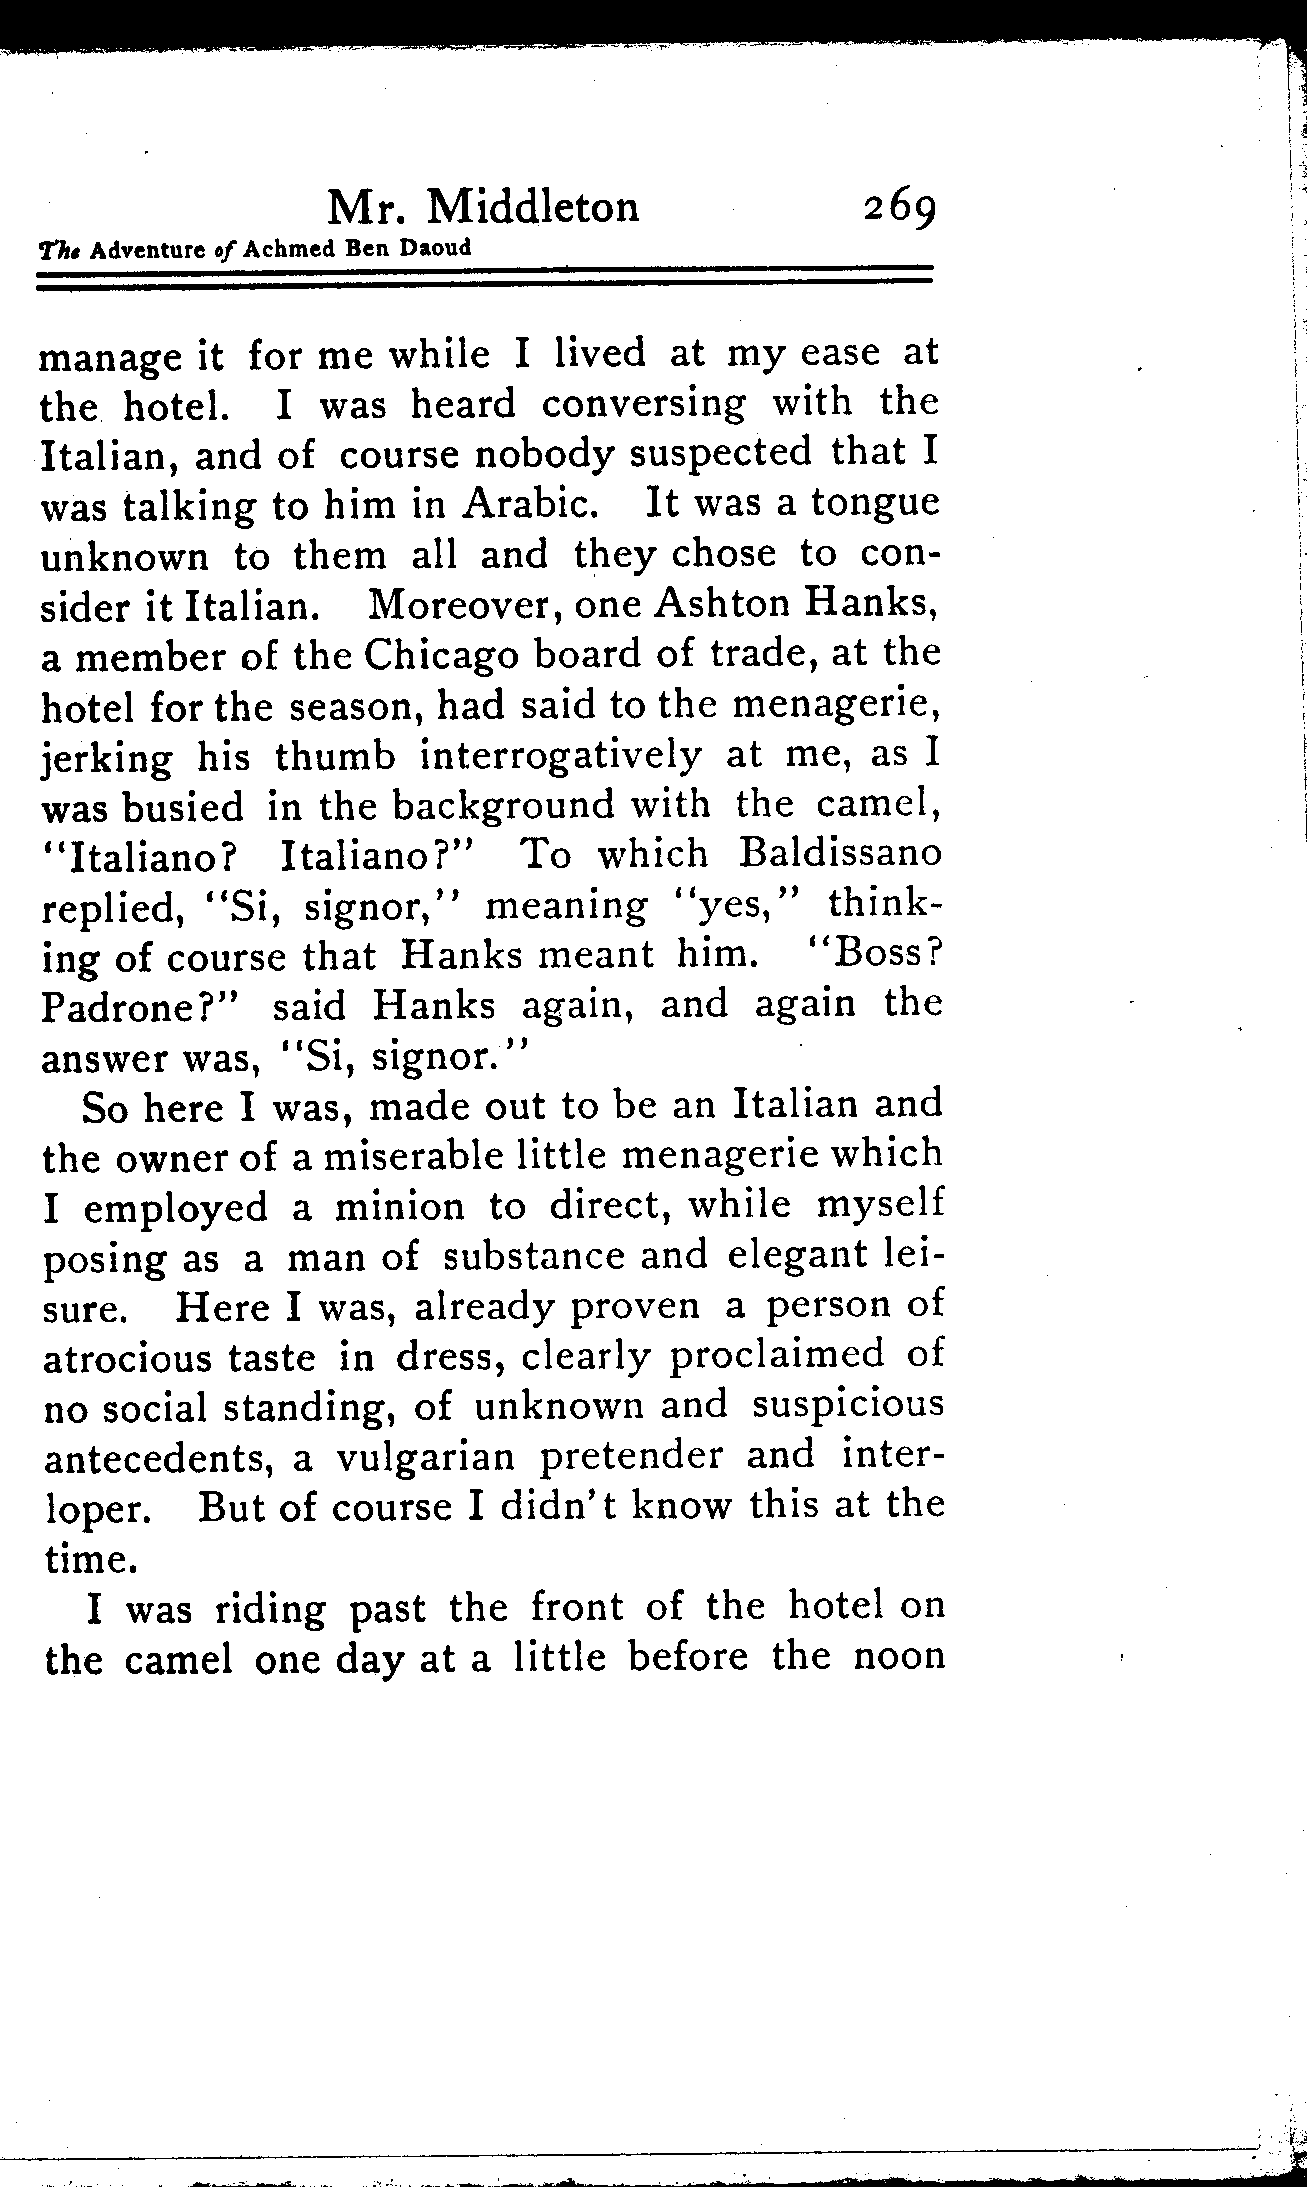 Mr. Middleton 269
The Adventure of Achmed Ben Daoud
manage it for me while I lived at my ease at
the hotel. I was heard conversing with the
Italian, and of course nobody suspected that I
was talking to him in Arabic. It was a tongue
unknown to them all and they chose to con-
sider it Italian. Moreover, one Ashton Hanks,
a member of the Chicago board of trade, at the
hotel for the season, had said to the menagerie,
jerking his thumb interrogatively at me, as I
was busied in the background with the camel,
“Italiano? Italiano?” To which Baldissano
replied, “Si, signor,” meaning “yes,” think-
ing of course that Hanks meant him. “Boss?
Padrone?” said Hanks again, and again the
answer was, “Si, signor.”
So here I was, made out to be an Italian and
the owner of a miserable little menagerie which
I employed a minion to direct, while myself
posing as a man of substance and elegant lei-
sure. Here I was, already proven a person of
atrocious taste in dress, clearly proclaimed of
no social standing, of unknown and suspicious
antecedents, a vulgarian pretender and inter-
loper. But of course I didn’t know this at the
time.
I was riding past the front of the hotel on
the camel one day at a little before the noon